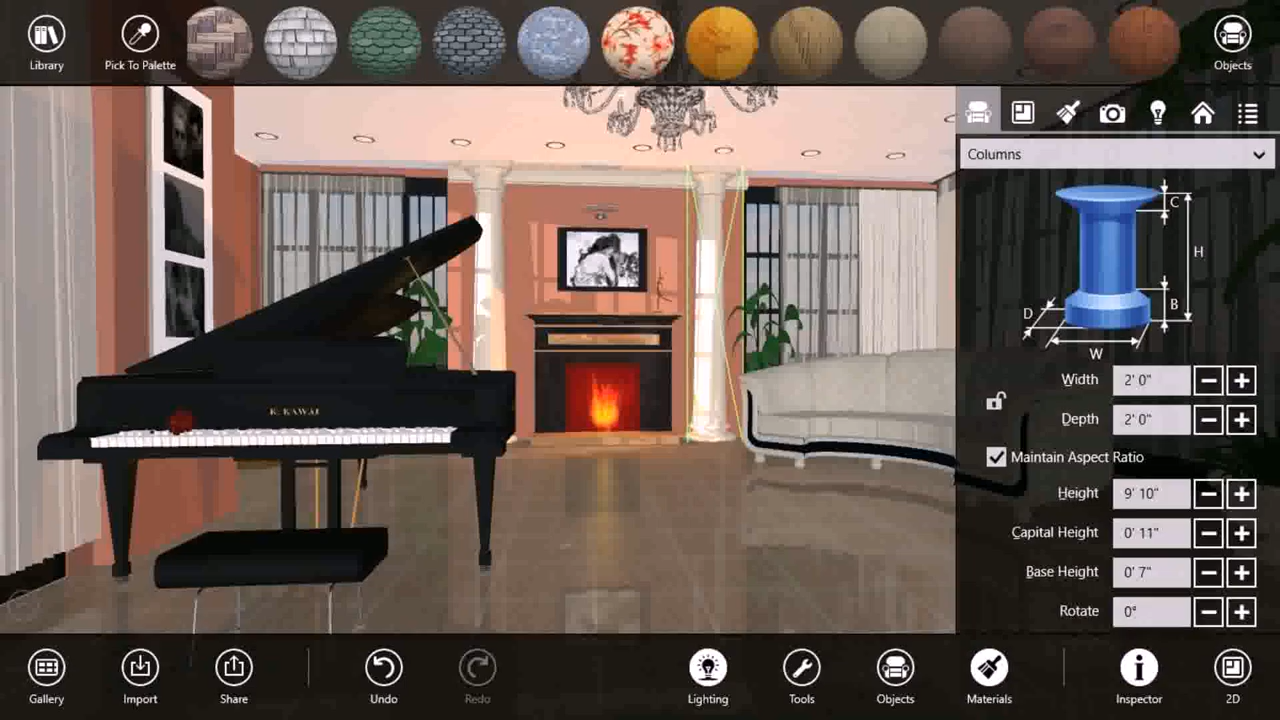 Library
Pick To Palette
Objects
Columns
C
H
B
D
W
Width 2' 0"
Depth 2' 0"
Maintain Aspect Ratio
Height 9' 10"
Capital Height 0' 11"
Base Height 0' 7"
Rotate 0°
K. KAWAI
Gallery
Import
Share
Undo
Redo
Lighting
Tools
Objects
Materials
Inspector
2D